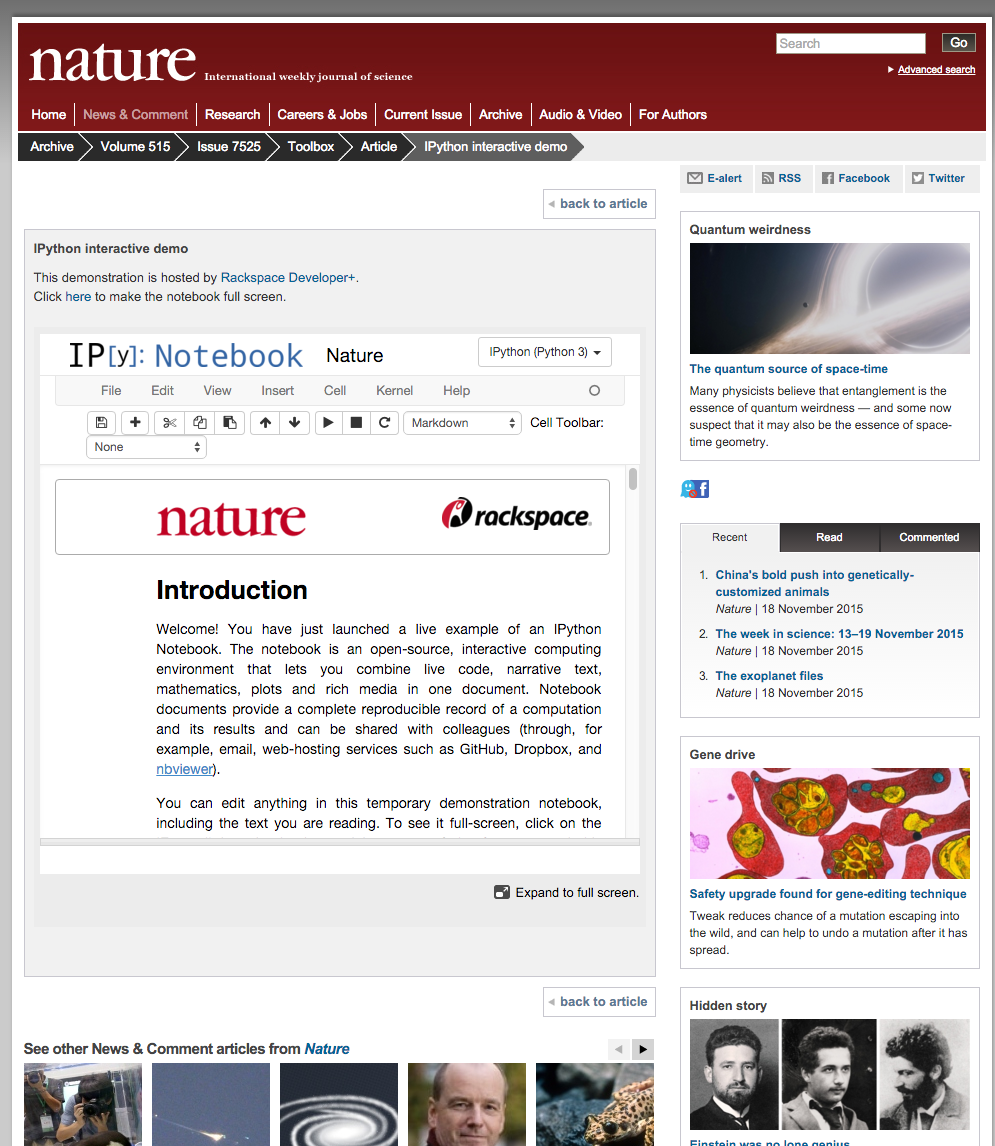 nature International weekly journal of science
Search Go
Advanced search
Home News & Comment Research Careers & Jobs Current Issue Archive Audio & Video For Authors
Archive Volume 515 Issue 7525 Toolbox Article IPython interactive demo
E-alert RSS Facebook Twitter
back to article
IPython interactive demo
This demonstration is hosted by Rackspace Developer+.
Click here to make the notebook full screen.
IP[y]: Notebook Nature IPython (Python 3)
File Edit View Insert Cell Kernel Help
Markdown Cell Toolbar:
None
nature rackspace
Introduction
Welcome! You have just launched a live example of an IPython
Notebook. The notebook is an open-source, interactive computing
environment that lets you combine live code, narrative text,
mathematics, plots and rich media in one document. Notebook
documents provide a complete reproducible record of a computation
and its results and can be shared with colleagues (through, for
example, email, web-hosting services such as GitHub, Dropbox, and
nbviewer).
You can edit anything in this temporary demonstration notebook,
including the text you are reading. To see it full-screen, click on the
Expand to full screen.
back to article
See other News & Comment articles from Nature
Quantum weirdness
The quantum source of space-time
Many physicists believe that entanglement is the
essence of quantum weirdness — and some now
suspect that it may also be the essence of space-
time geometry.
Recent Read Commented
1. China's bold push into genetically-
customized animals
Nature | 18 November 2015
2. The week in science: 13–19 November 2015
Nature | 18 November 2015
3. The exoplanet files
Nature | 18 November 2015
Gene drive
Safety upgrade found for gene-editing technique
Tweak reduces chance of a mutation escaping into
the wild, and can help to undo a mutation after it has
spread.
Hidden story
Einstein was no lone genius